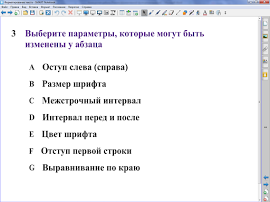 3 Выберите параметры, которые могут быть
изменены у абзаца
A Оступ слева (справа)
B Размер шрифта
C Межстрочный интервал
D Интервал перед и после
E Цвет шрифта
F Отступ первой строки
G Выравнивание по краю